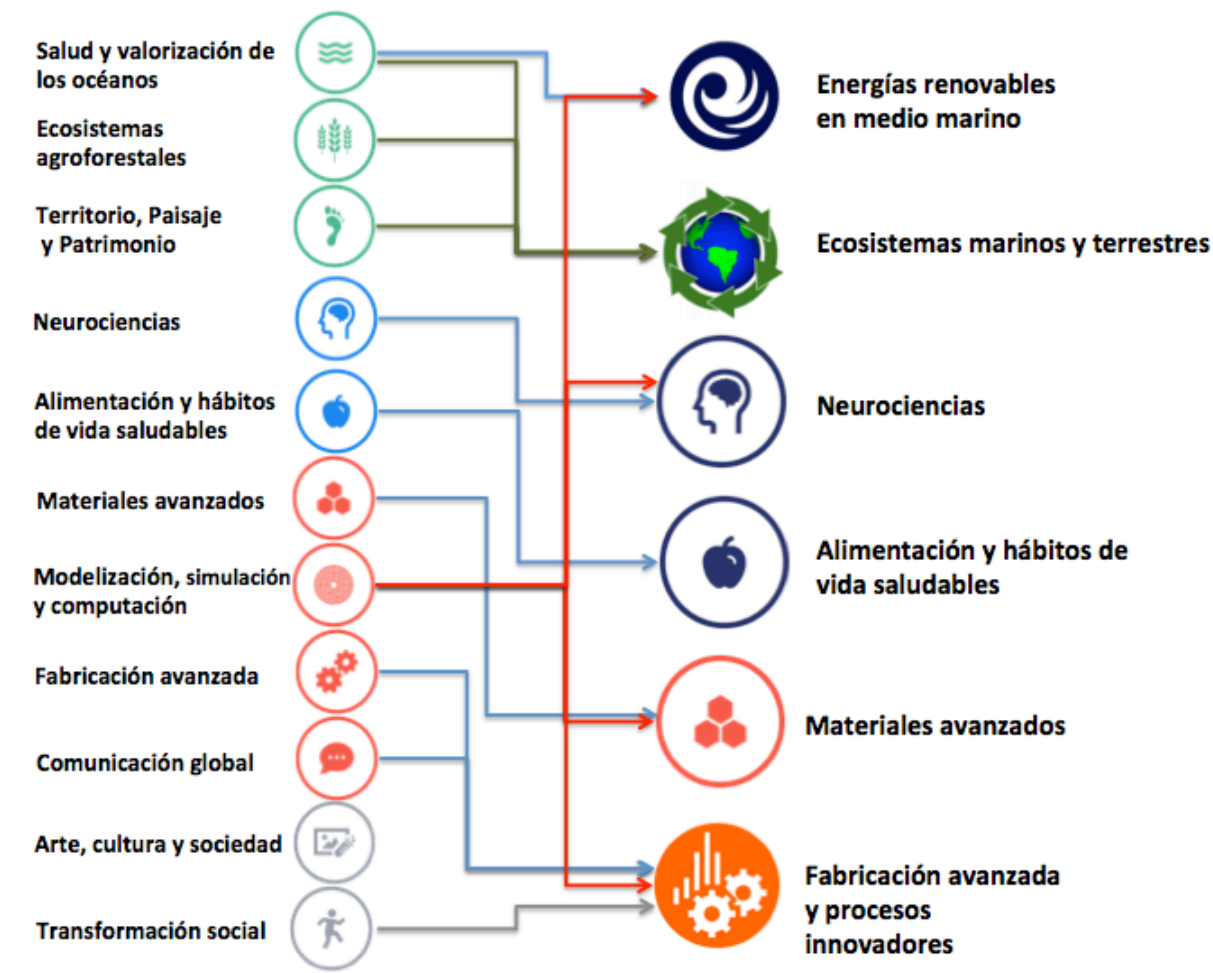 Salud y valorización de
los océanos
Ecosistemas
agroforestales
Territorio, Paisaje
y Patrimonio
Neurociencias
Alimentación y hábitos
de vida saludables
Materiales avanzados
Modelización, simulación
y computación
Fabricación avanzada
Comunicación global
Arte, cultura y sociedad
Transformación social
Energías renovables
en medio marino
Ecosistemas marinos y terrestres
Neurociencias
Alimentación y hábitos de
vida saludables
Materiales avanzados
Fabricación avanzada
y procesos
innovadores